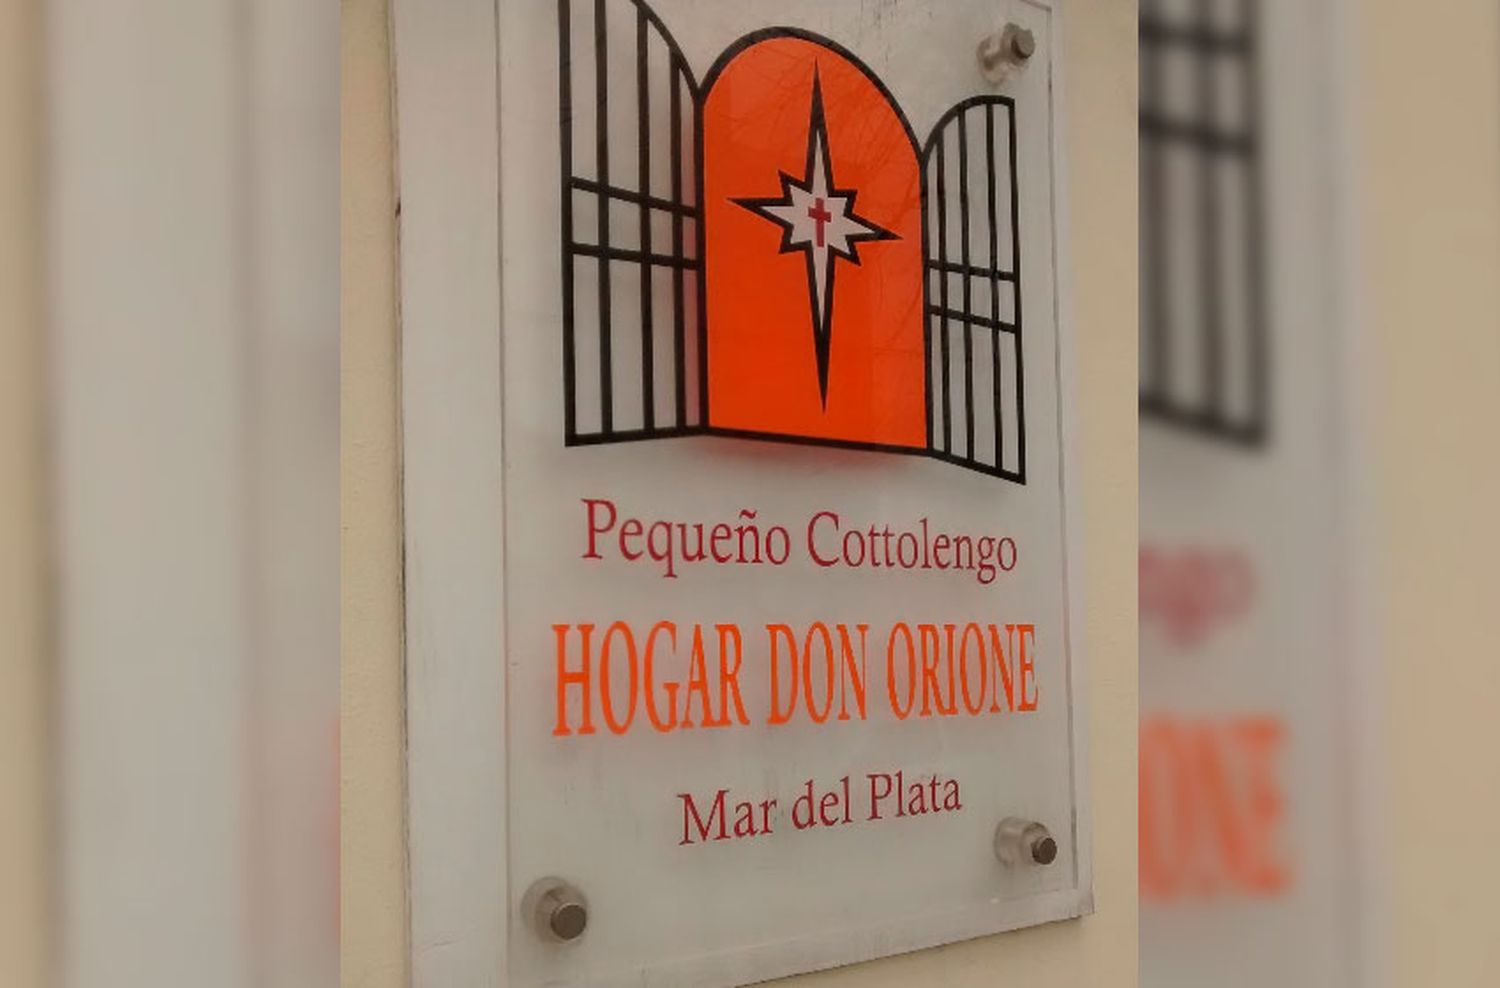 Pequeño Cottolengo
HOGAR DON ORIONE
Mar del Plata